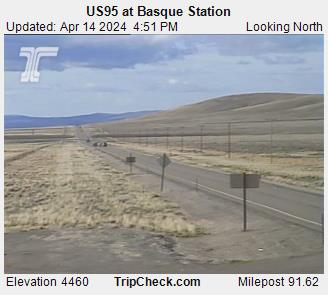 US95 at Basque Station
Updated: Apr 14 2024 4:51 PM Looking North
Elevation 4460 TripCheck.com Milepost 91.62